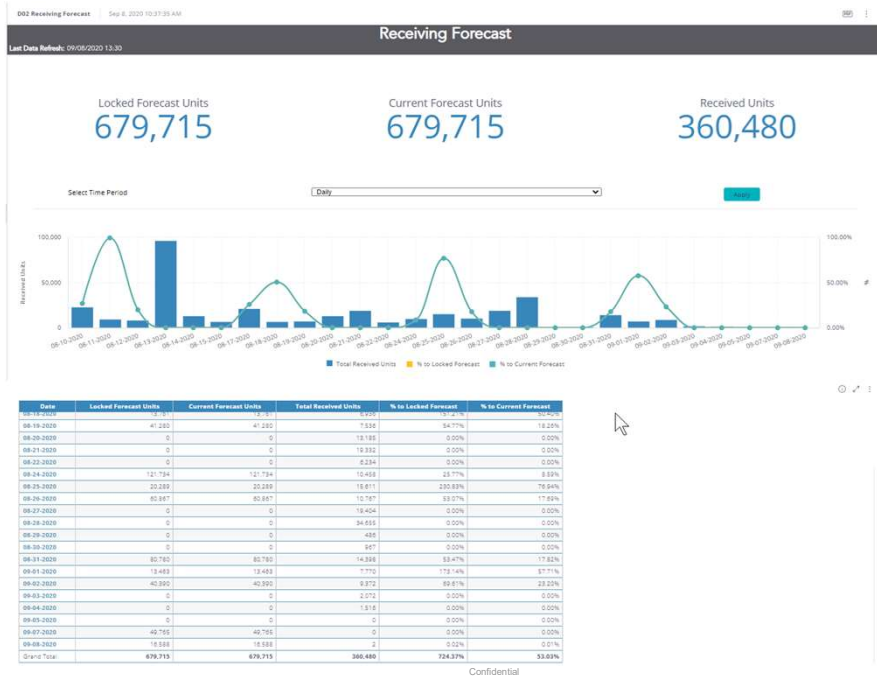 D02 Receiving Forecast Sep 8, 2020 10:37:35 AM
Receiving Forecast
Last Data Refresh: 09/08/2020 13:30
Locked Forecast Units Current Forecast Units Received Units
679,715 679,715 360,480
Select Time Period Daily Apply
100,000 100.00%
50,000 50.00%
0 0.00%
Received Units
%
08-10-2020 08-11-2020 08-12-2020 08-13-2020 08-14-2020 08-15-2020 08-17-2020 08-18-2020 08-19-2020 08-20-2020 08-21-2020 08-22-2020 08-24-2020 08-25-2020 08-26-2020 08-27-2020 08-28-2020 08-29-2020 08-30-2020 08-31-2020 09-01-2020 09-02-2020 09-03-2020 09-04-2020 09-05-2020 09-07-2020 09-08-2020
Total Received Units % to Locked Forecast % to Current Forecast
Date Locked Forecast Units Current Forecast Units Total Received Units % to Locked Forecast % to Current Forecast
08-18-2020 13,761 13,761 6,936 151.21% 50.40%
08-19-2020 41,280 41,280 7,536 54.77% 18.26%
08-20-2020 0 0 13,185 0.00% 0.00%
08-21-2020 0 0 19,332 0.00% 0.00%
08-22-2020 0 0 6,234 0.00% 0.00%
08-24-2020 121,734 121,734 10,458 25.77% 8.59%
08-25-2020 20,289 20,289 15,611 230.83% 76.94%
08-26-2020 60,867 60,867 10,767 53.07% 17.69%
08-27-2020 0 0 19,404 0.00% 0.00%
08-28-2020 0 0 34,655 0.00% 0.00%
08-29-2020 0 0 486 0.00% 0.00%
08-30-2020 0 0 967 0.00% 0.00%
08-31-2020 80,780 80,780 14,398 53.47% 17.82%
09-01-2020 13,463 13,463 7,770 173.14% 57.71%
09-02-2020 40,390 40,390 9,372 69.61% 23.20%
09-03-2020 0 0 2,072 0.00% 0.00%
09-04-2020 0 0 1,516 0.00% 0.00%
09-05-2020 0 0 0 0.00% 0.00%
09-07-2020 49,765 49,765 0 0.00% 0.00%
09-08-2020 16,588 16,588 2 0.02% 0.01%
Grand Total 679,715 679,715 360,480 724.37% 53.03%
Confidential